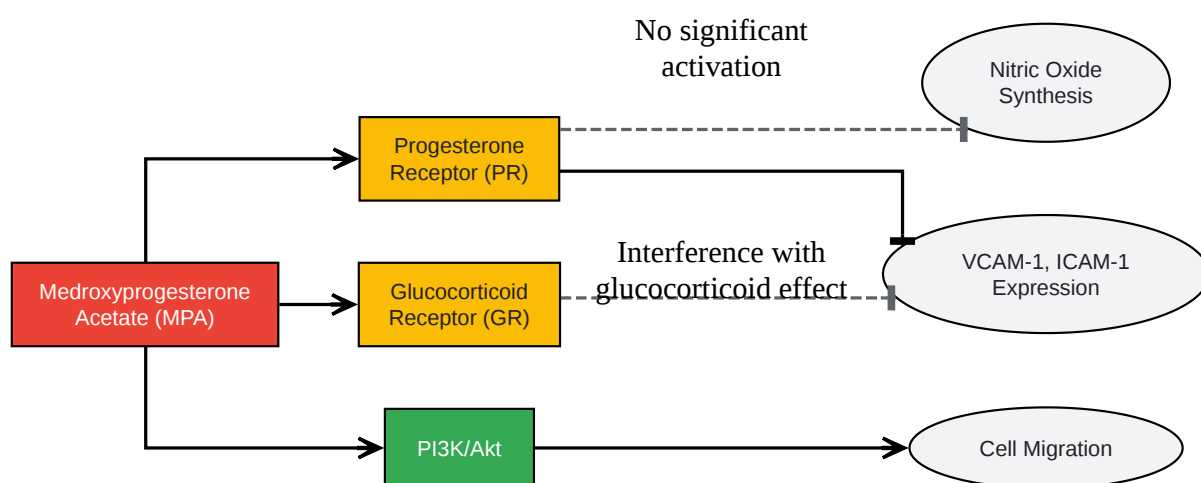 No significant
activation
Nitric Oxide
Synthesis
Progesterone
Receptor (PR)
Medroxyprogesterone
Acetate (MPA)
Glucocorticoid
Receptor (GR)
Interference with
glucocorticoid effect
VCAM-1, ICAM-1
Expression
PI3K/Akt
Cell Migration